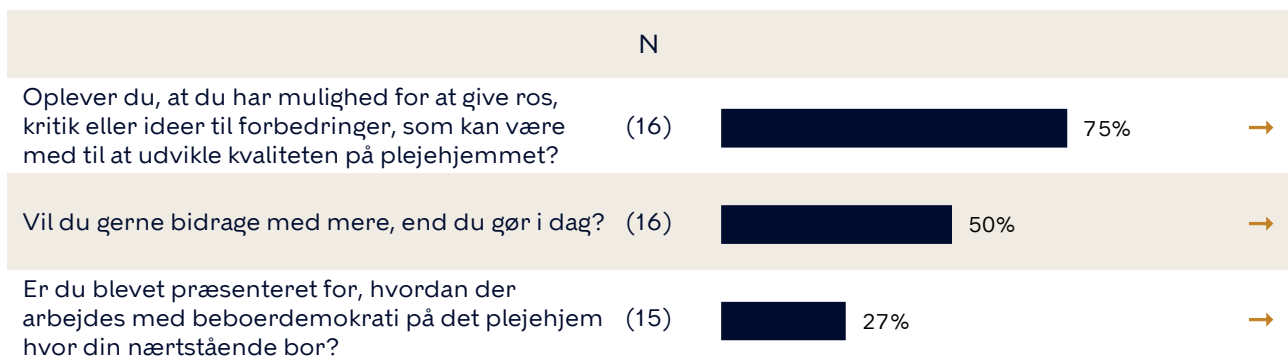 N
Oplever du, at du har mulighed for at give ros,
kritik eller ideer til forbedringer, som kan være
med til at udvikle kvaliteten på plejehjemmet?
(16)
75%
→
Vil du gerne bidrage med mere, end du gør i dag?
(16)
50%
→
Er du blevet præsenteret for, hvordan der
arbejdes med beboerdemokrati på det plejehjem
hvor din nærtstående bor?
(15)
27%
→